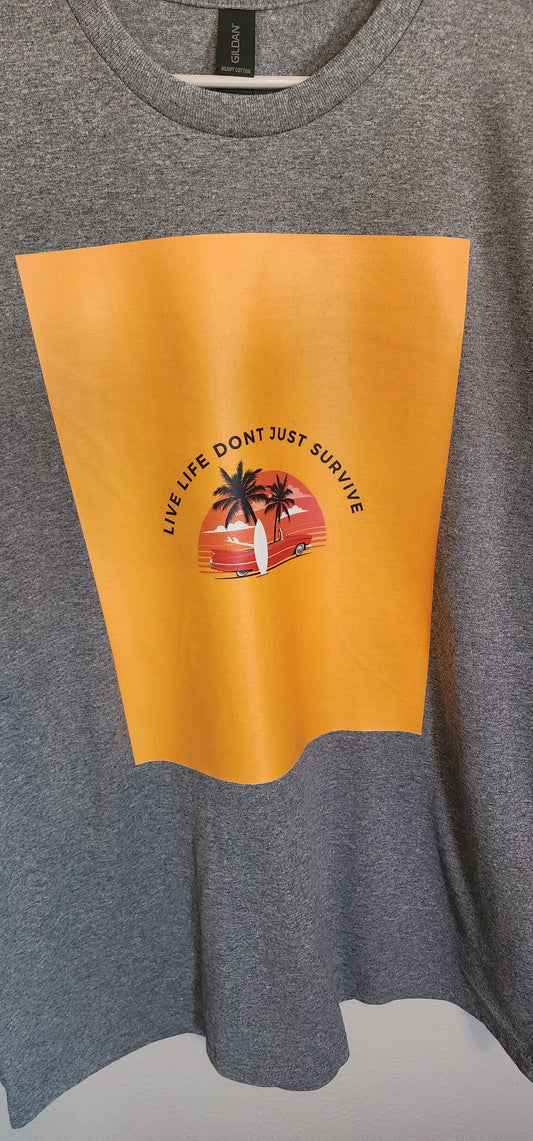 GILDAN
HEAVY COTTON
LIVE LIFE DONT JUST SURVIVE